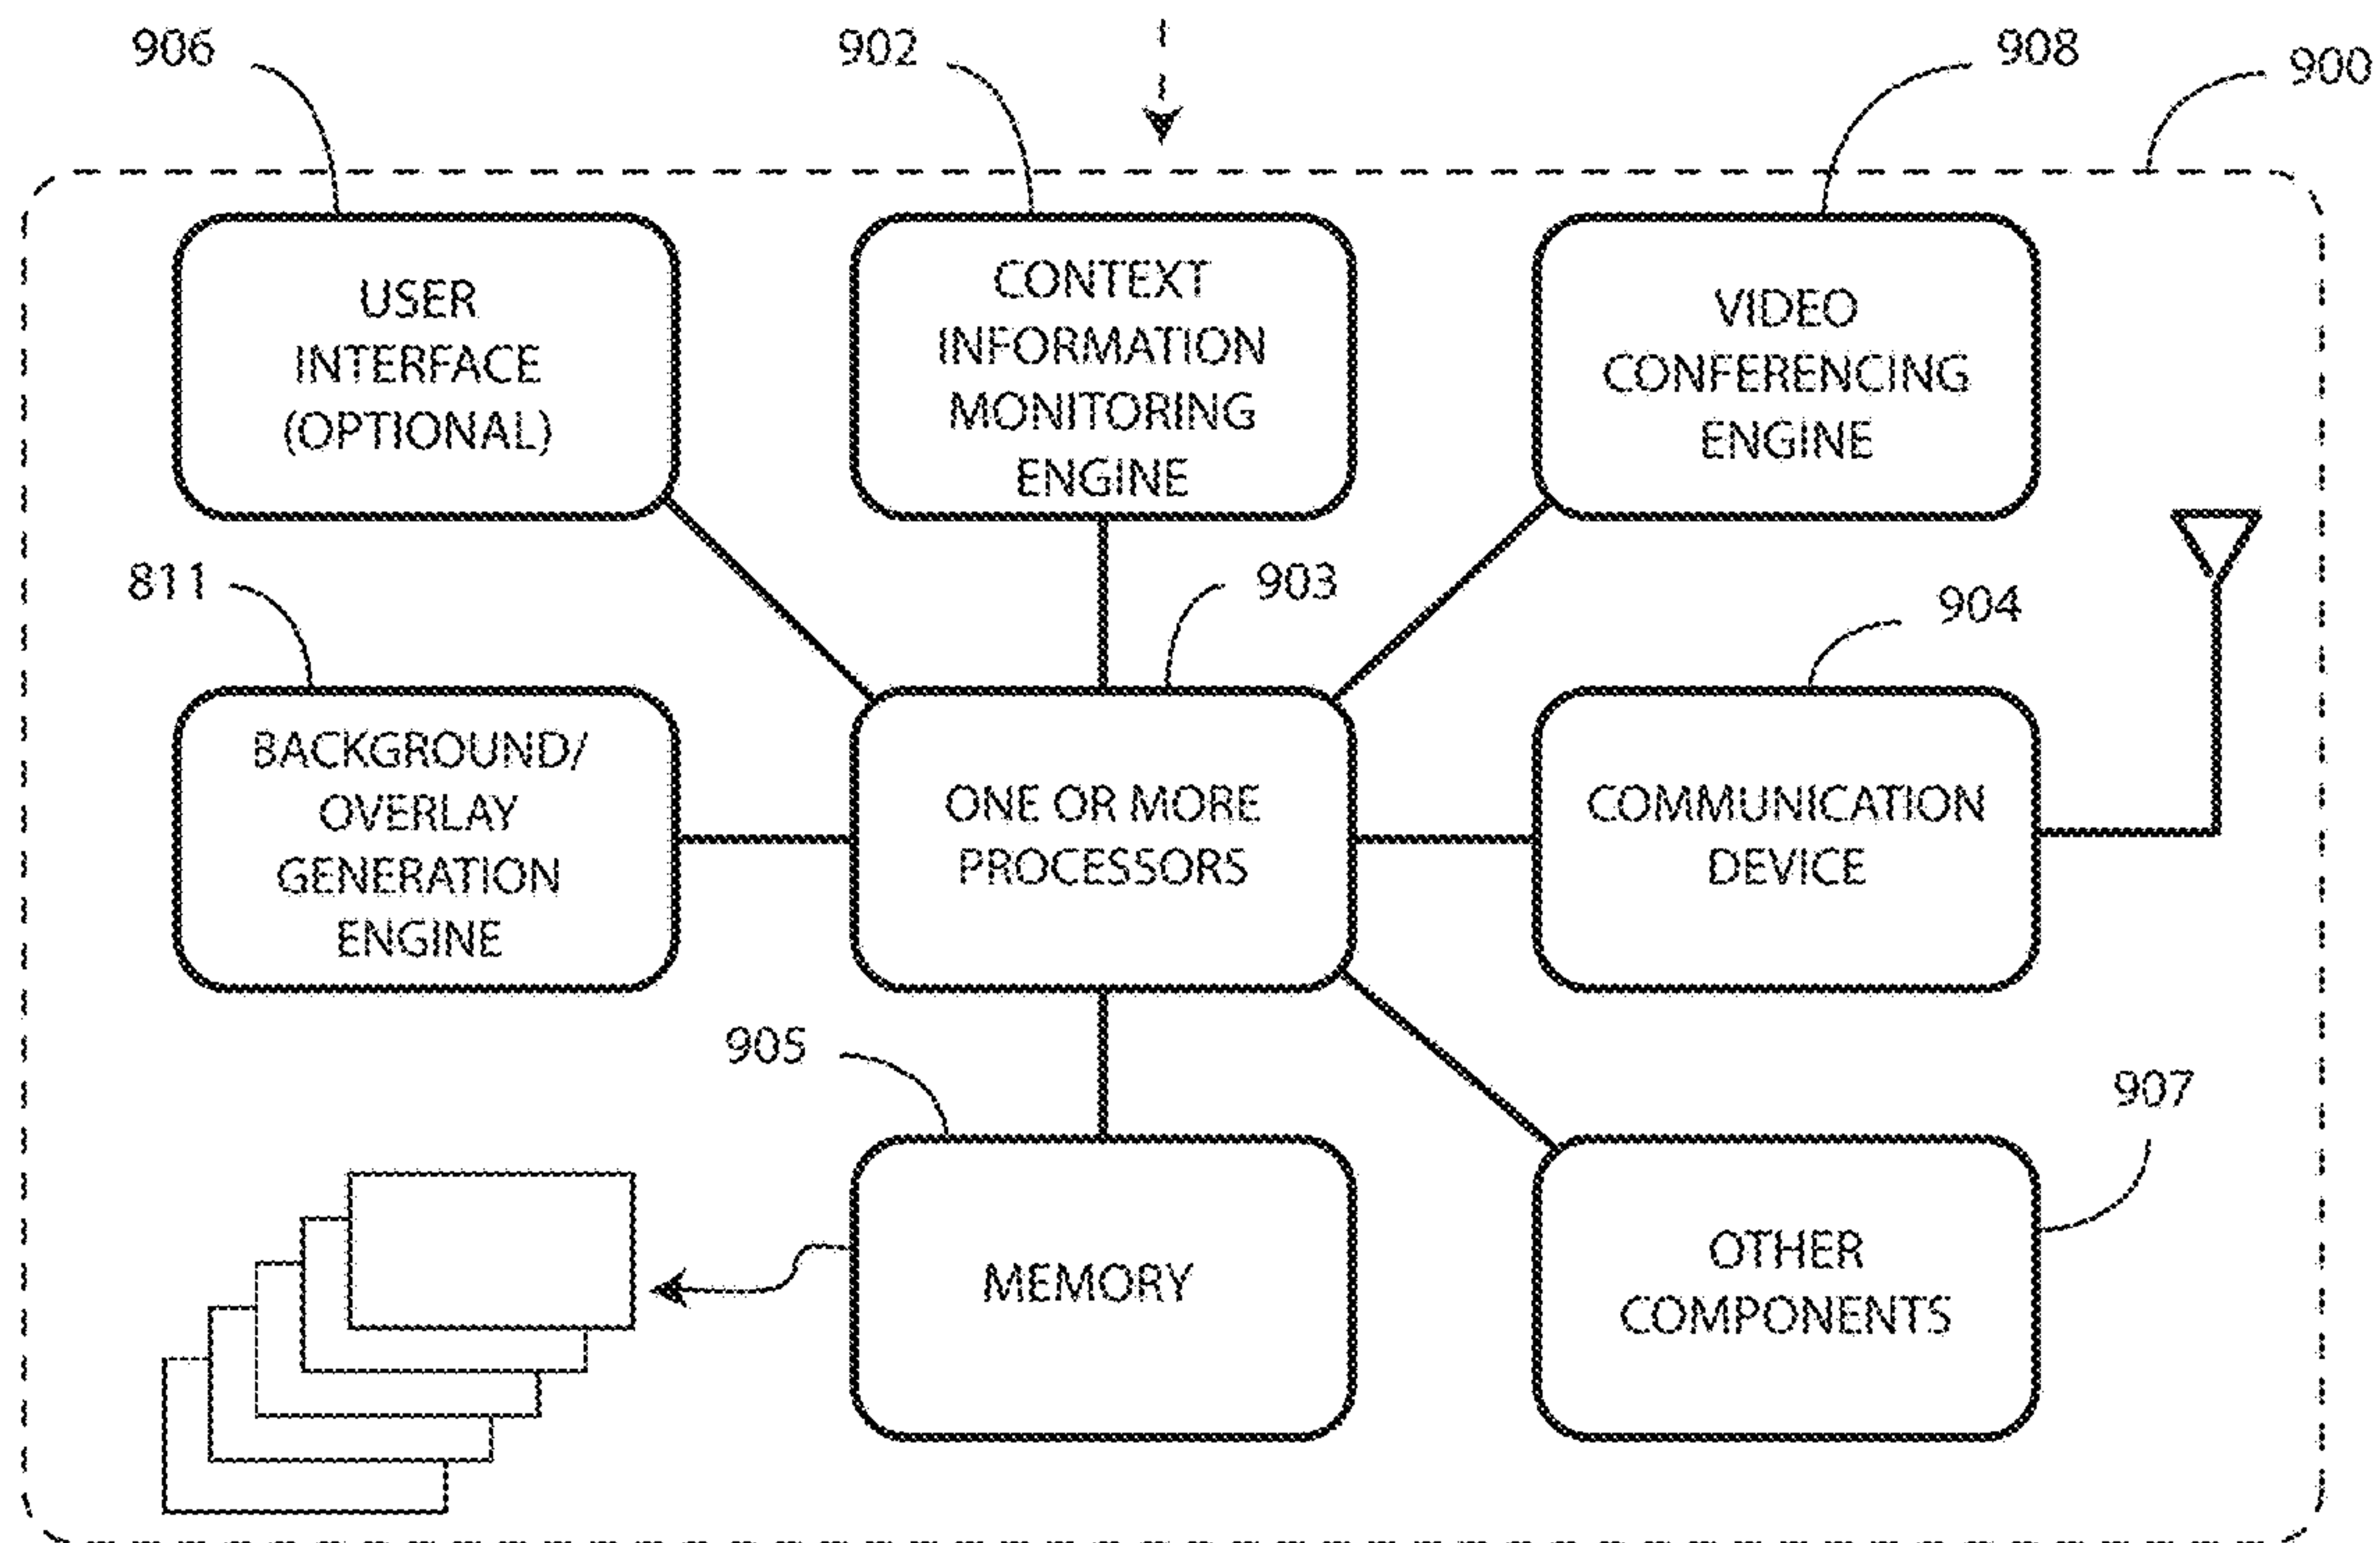 906
902
908
900
USER
INTERFACE
(OPTIONAL)
CONTEXT
INFORMATION
MONITORING
ENGINE
VIDEO
CONFERENCING
ENGINE
811
903
904
BACKGROUND/
OVERLAY
GENERATION
ENGINE
ONE OR MORE
PROCESSORS
COMMUNICATION
DEVICE
905
907
MEMORY
OTHER
COMPONENTS